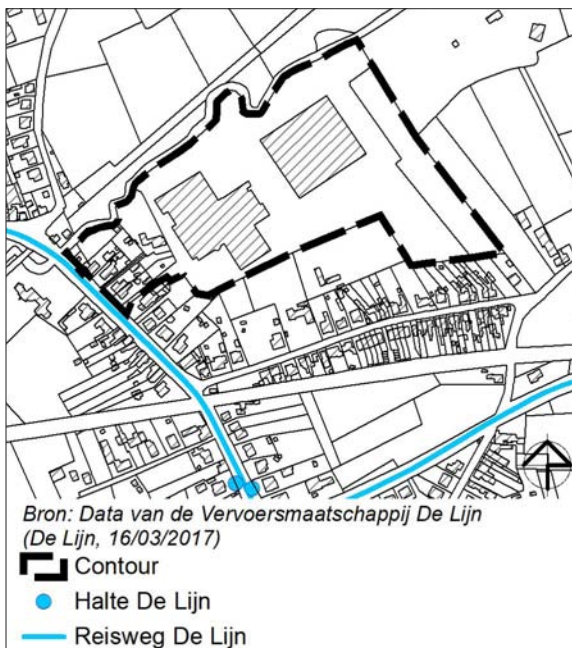 Bron: Data van de Vervoersmaatschappij De Lijn
(De Lijn, 16/03/2017)
Contour
Halte De Lijn
Reisweg De Lijn